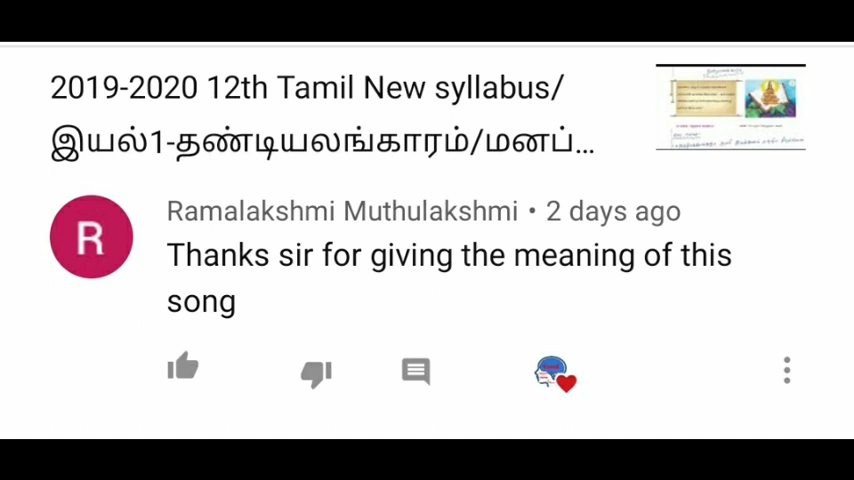 2019-2020 12th Tamil New syllabus/
இயல்1-தண்டியலங்காரம்/மனப்...
Ramalakshmi Muthulakshmi • 2 days ago
R
Thanks sir for giving the meaning of this
song